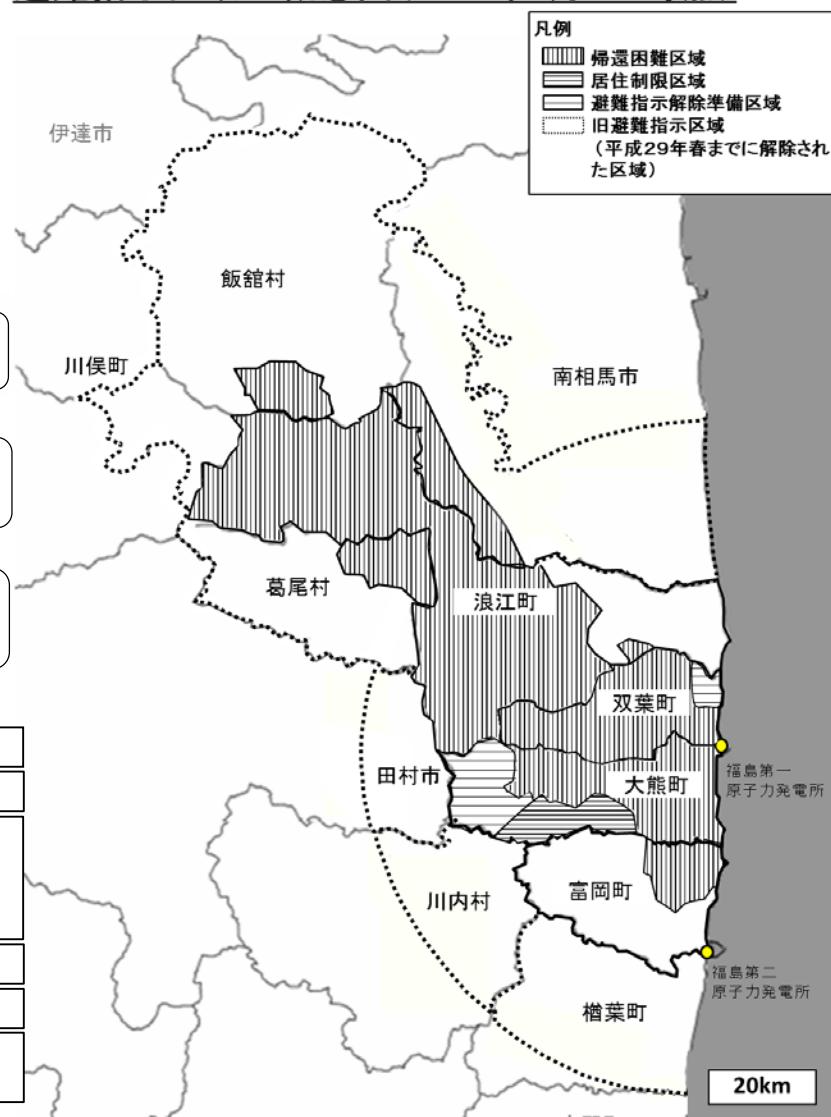 凡例
帰還困難区域
居住制限区域
避難指示解除準備区域
旧避難指示区域
(平成29年春までに解除され
た区域)
伊達市
飯舘村
川俣町
南相馬市
葛尾村
浪江町
双葉町
福島第一
原子力発電所
田村市
大熊町
川内村
富岡町
福島第二
原子力発電所
楢葉町
20km